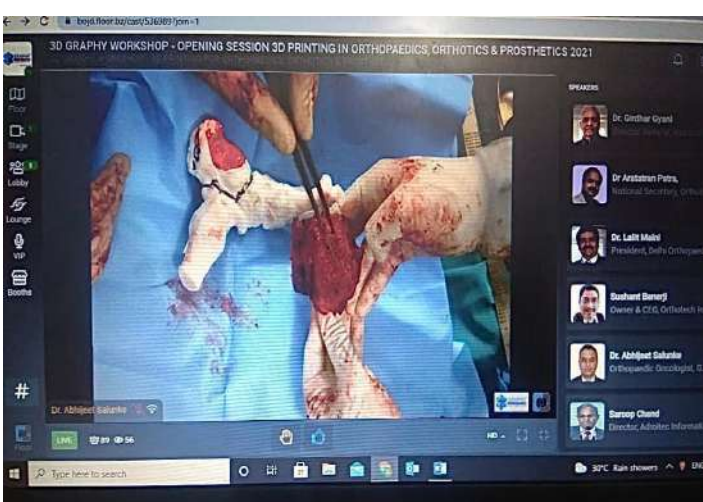 boyd.floor.bz/cast/536989?join=1
3D GRAPHY WORKSHOP - OPENING SESSION 3D PRINTING IN ORTHOPAEDICS, ORTHOTICS & PROSTHETICS 2021
SPEAKERS
Floor
Stage
Lobby
Lounge
VIP
Booths
#
Floor
Dr. Girdhar Gyani
Dr Aratatran Patra,
National Secretary,
Dr. Lalit Maini
President, Delhi
Sushant Banerji
Owner & CEO, Orthotech
Dr. Abhijeet Salunke
Orthopaedic Oncologist, G
Saroop Chand
Director,
Dr. Abhijeet Salunke
LIVE 89 56
HD
Type here to search
30°C Rain showers
ENG